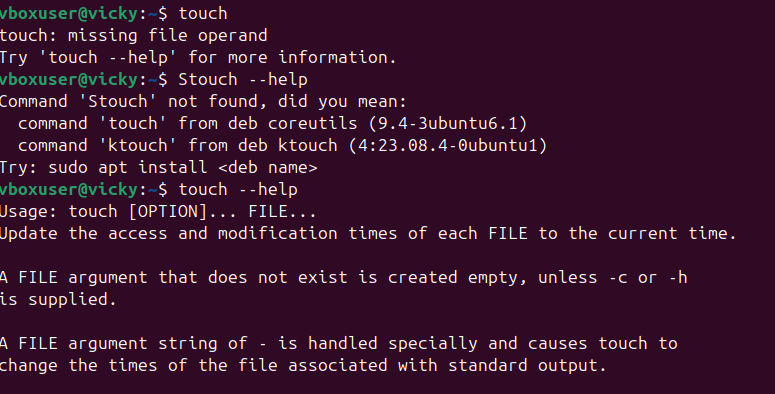 vboxuser@vicky:~$ touch
touch: missing file operand
Try 'touch --help' for more information.
vboxuser@vicky:~$ Stouch --help
Command 'Stouch' not found, did you mean:
  command 'touch' from deb coreutils (9.4-3ubuntu6.1)
  command 'ktouch' from deb ktouch (4:23.08.4-0ubuntu1)
Try: sudo apt install <deb name>
vboxuser@vicky:~$ touch --help
Usage: touch [OPTION]... FILE...
Update the access and modification times of each FILE to the current time.

A FILE argument that does not exist is created empty, unless -c or -h
is supplied.

A FILE argument string of - is handled specially and causes touch to
change the times of the file associated with standard output.